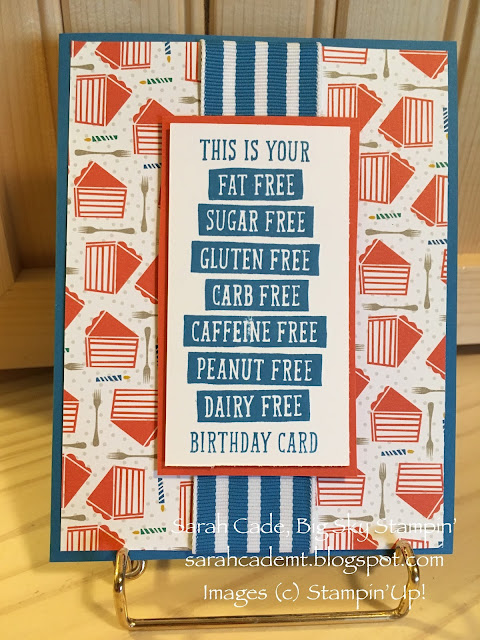 THIS IS YOUR
FAT FREE
SUGAR FREE
GLUTEN FREE
CARB FREE
CAFFEINE FREE
PEANUT FREE
DAIRY FREE
BIRTHDAY CARD
Sarah Cade, Big Sky Stampin'
sarahcademt.blogspot.com
Images (c) Stampin'Up!